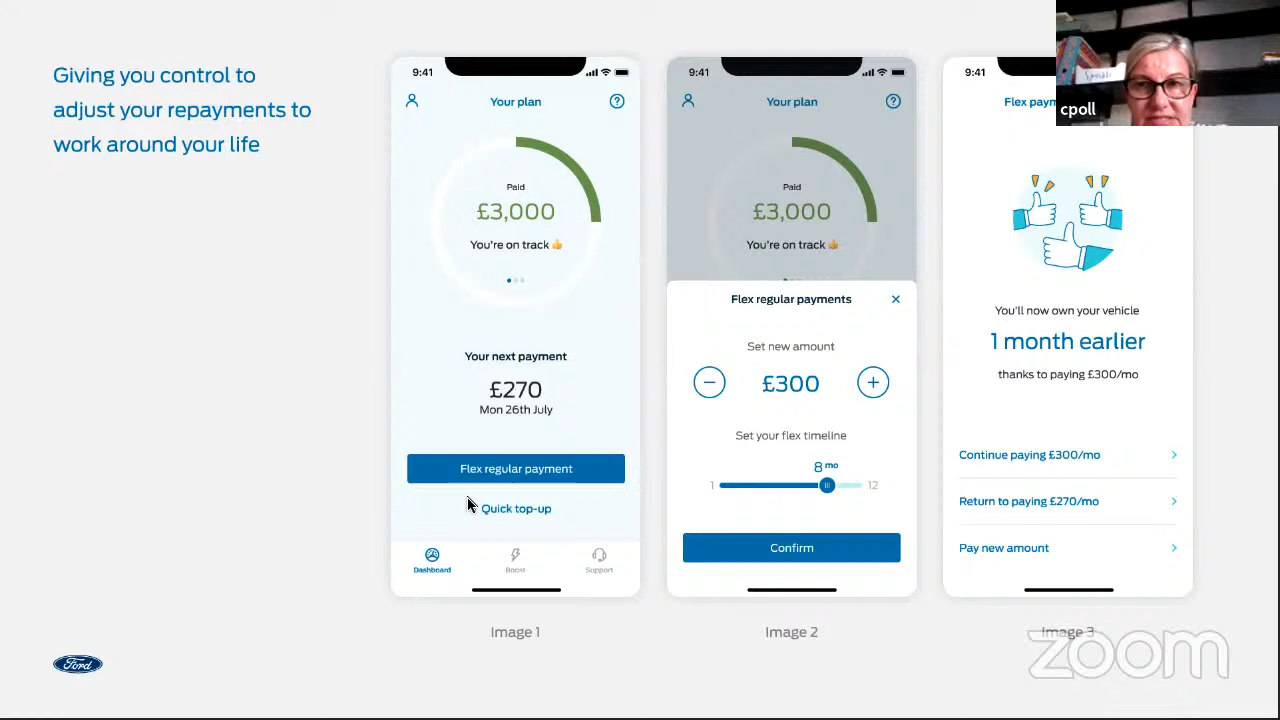 Giving you control to
adjust your repayments to
work around your life
9:41
Your plan
Paid
£3,000
You're on track
Your next payment
£270
Mon 26th July
Flex regular payment
Quick top-up
Dashboard
Boost
Support
Image 1
9:41
Your plan
Paid
£3,000
You're on track
Flex regular payments
Set new amount
£300
Set your flex timeline
8 mo
1
12
Confirm
Image 2
9:41
Flex
cpoll
You'll now own your vehicle
1 month earlier
thanks to paying £300/mo
Continue paying £300/mo
Return to paying £270/mo
Pay new amount
Image 3
Ford
zoom